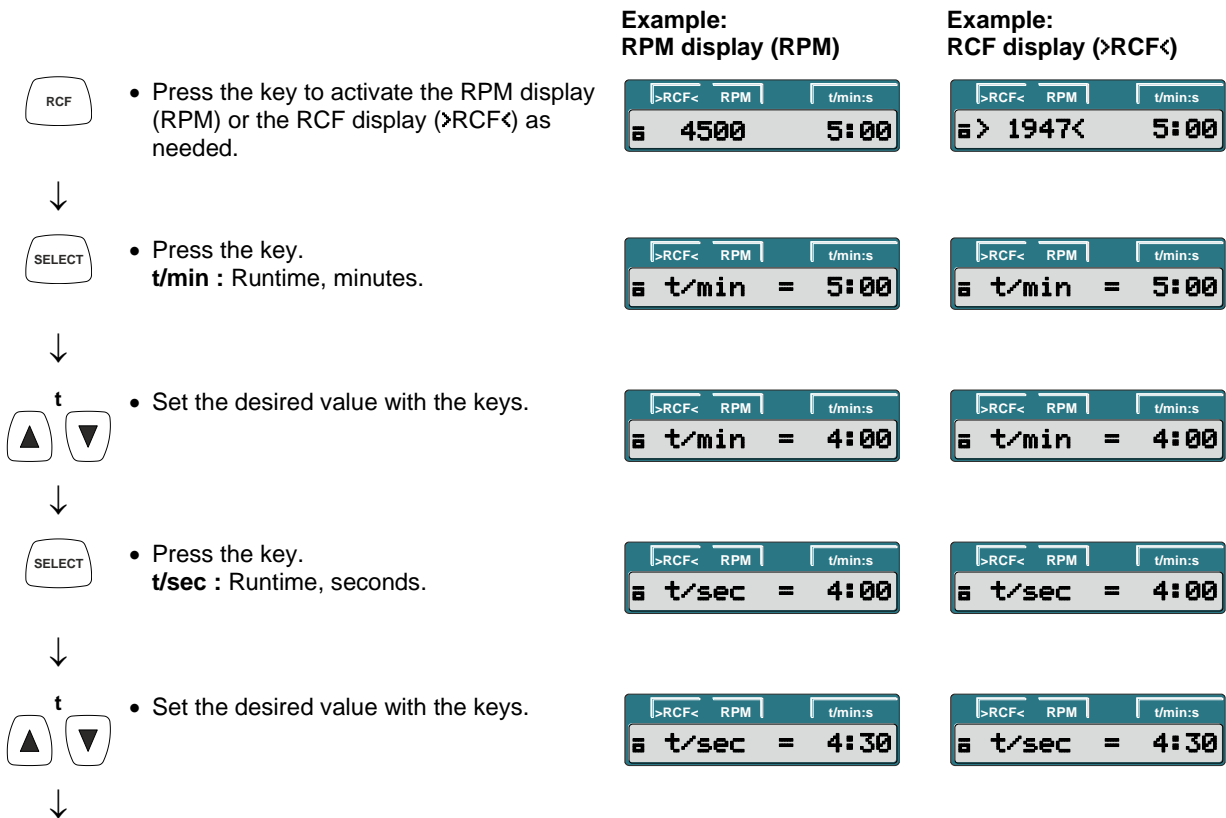 Example:
RPM display (RPM)
Example:
RCF display (>RCF<)
RCF
• Press the key to activate the RPM display
(RPM) or the RCF display (>RCF<) as
needed.
>RCF< RPM t/min:s
4500 5:00
>RCF< RPM t/min:s
> 1947< 5:00
↓
SELECT
• Press the key.
t/min : Runtime, minutes.
>RCF< RPM t/min:s
t/min = 5:00
>RCF< RPM t/min:s
t/min = 5:00
↓
t
• Set the desired value with the keys.
>RCF< RPM t/min:s
t/min = 4:00
>RCF< RPM t/min:s
t/min = 4:00
↓
SELECT
• Press the key.
t/sec : Runtime, seconds.
>RCF< RPM t/min:s
t/sec = 4:00
>RCF< RPM t/min:s
t/sec = 4:00
↓
t
• Set the desired value with the keys.
>RCF< RPM t/min:s
t/sec = 4:30
>RCF< RPM t/min:s
t/sec = 4:30
↓